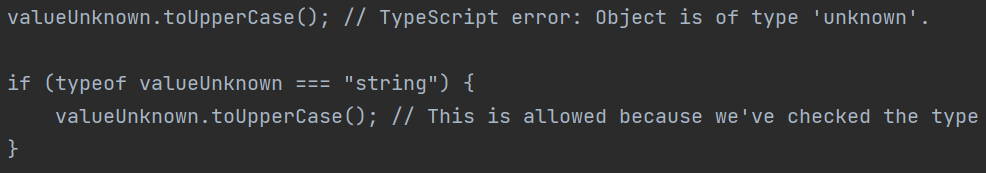 valueUnknown.toUpperCase(); // TypeScript error: Object is of type 'unknown'.
if (typeof valueUnknown === "string") {
    valueUnknown.toUpperCase(); // This is allowed because we've checked the type
}